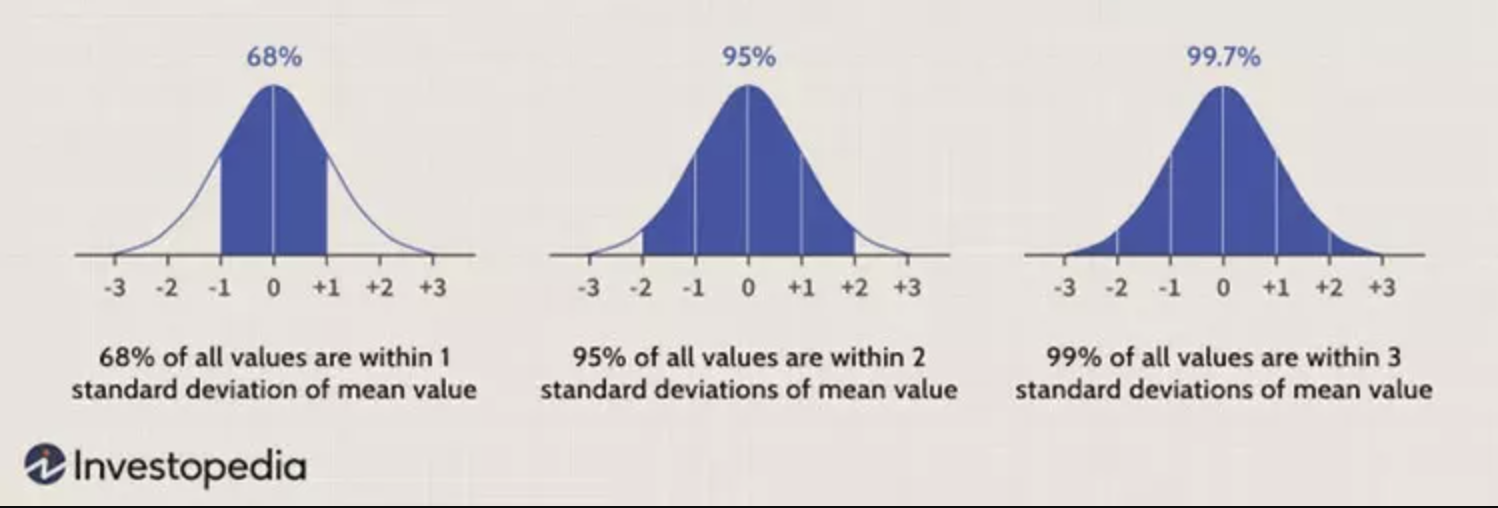 68%
95%
99.7%
-3 -2 -1 0 +1 +2 +3
-3 -2 -1 0 +1 +2 +3
-3 -2 -1 0 +1 +2 +3
68% of all values are within 1
standard deviation of mean value
95% of all values are within 2
standard deviations of mean value
99% of all values are within 3
standard deviations of mean value
Investopedia